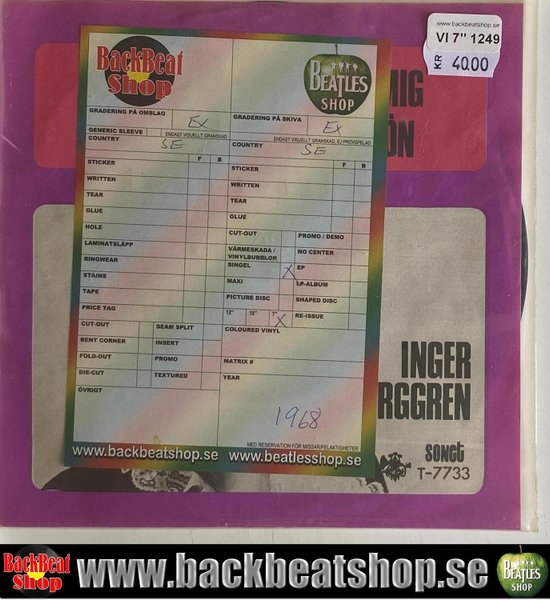 www.backbeatshop.se
VI 7" 1249
KR 40.00
MIG
ÖN
BackBeat
Shop
BEATLES
SHOP
GRADERING PÅ OMSLAG Ex
GRADERING PÅ SKIVA Ex
GENERIC SLEEVE ENDAST VISUELLT GRANSKAD
ENDAST VISUELLT GRANSKAD, EJ PROVSPELAD
COUNTRY SE
F B
STICKER
WRITTEN
TEAR
GLUE
HOLE
LAMINATSLÄPP
RINGWEAR
STAINS
TAPE
PRICE TAG
CUT-OUT SEAM SPLIT
BENT CORNER INSERT
FOLD-OUT PROMO
DIE-CUT TEXTURED
ÖVRIGT
COUNTRY SE
F B
STICKER
WRITTEN
TEAR
GLUE
CUT-OUT PROMO / DEMO
VÄRMESKADA /
VINYLBUBBLOR NO CENTER
SINGEL X EP
MAXI LP-ALBUM
PICTURE DISC SHAPED DISC
12" 10" 7" X RE-ISSUE
COLOURED VINYL
MATRIX #
YEAR
1968
MED RESERVATION FÖR MISSAR/FELAKTIGHETER
www.backbeatshop.se www.beatlesshop.se
INGER
RGGREN
sonet
T-7733
BackBeat
Shop
www.backbeatshop.se
BEATLES
SHOP